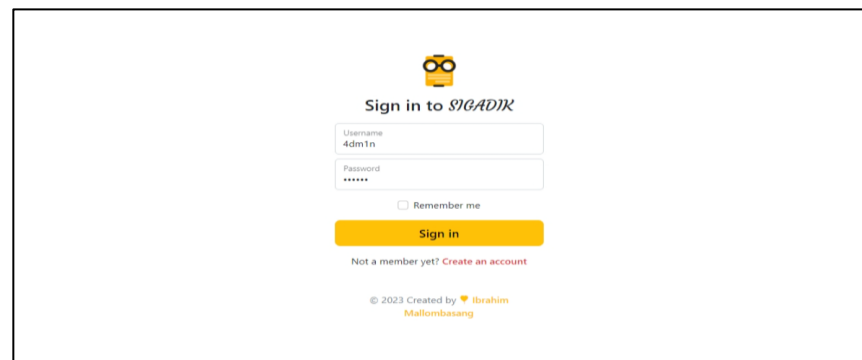 Sign in to SIGADIK
Username
4dm1n
Password
••••••
Remember me
Sign in
Not a member yet? Create an account
© 2023 Created by Ibrahim
Mallombasang